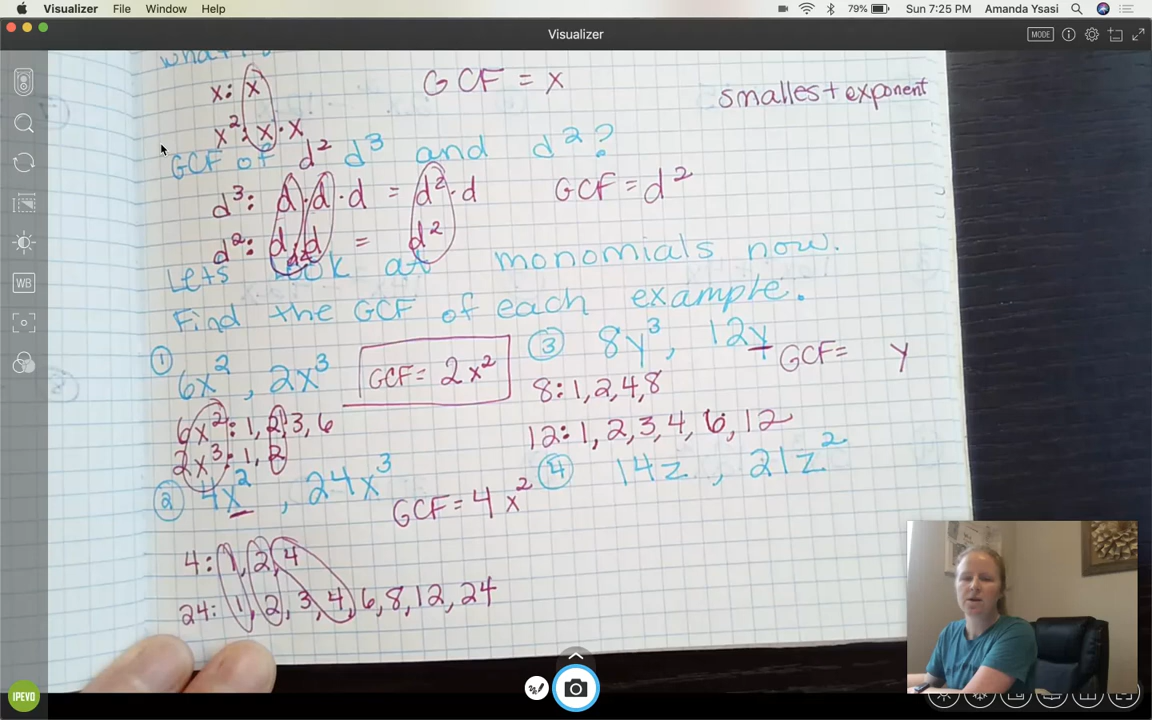 Visualizer File Window Help 79% Sun 7:25 PM Amanda Ysasi
Visualizer
MODE
WB
x: x
GCF = x
smallest exponent
x²: x · x
GCF of d² d³ and d²?
d³: d · d · d = d² · d
GCF = d²
d²: d · d = d²
Lets look at monomials now.
Find the GCF of each example.
① 6x², 2x³
GCF = 2x²
6x²: 1, 2, 3, 6
2x³: 1, 2
② 4x², 24x³
GCF = 4x²
4: 1, 2, 4
24: 1, 2, 3, 4, 6, 8, 12, 24
③ 8y³, 12y
GCF = y
8: 1, 2, 4, 8
12: 1, 2, 3, 4, 6, 12
④ 14z, 21z²
IPEVO